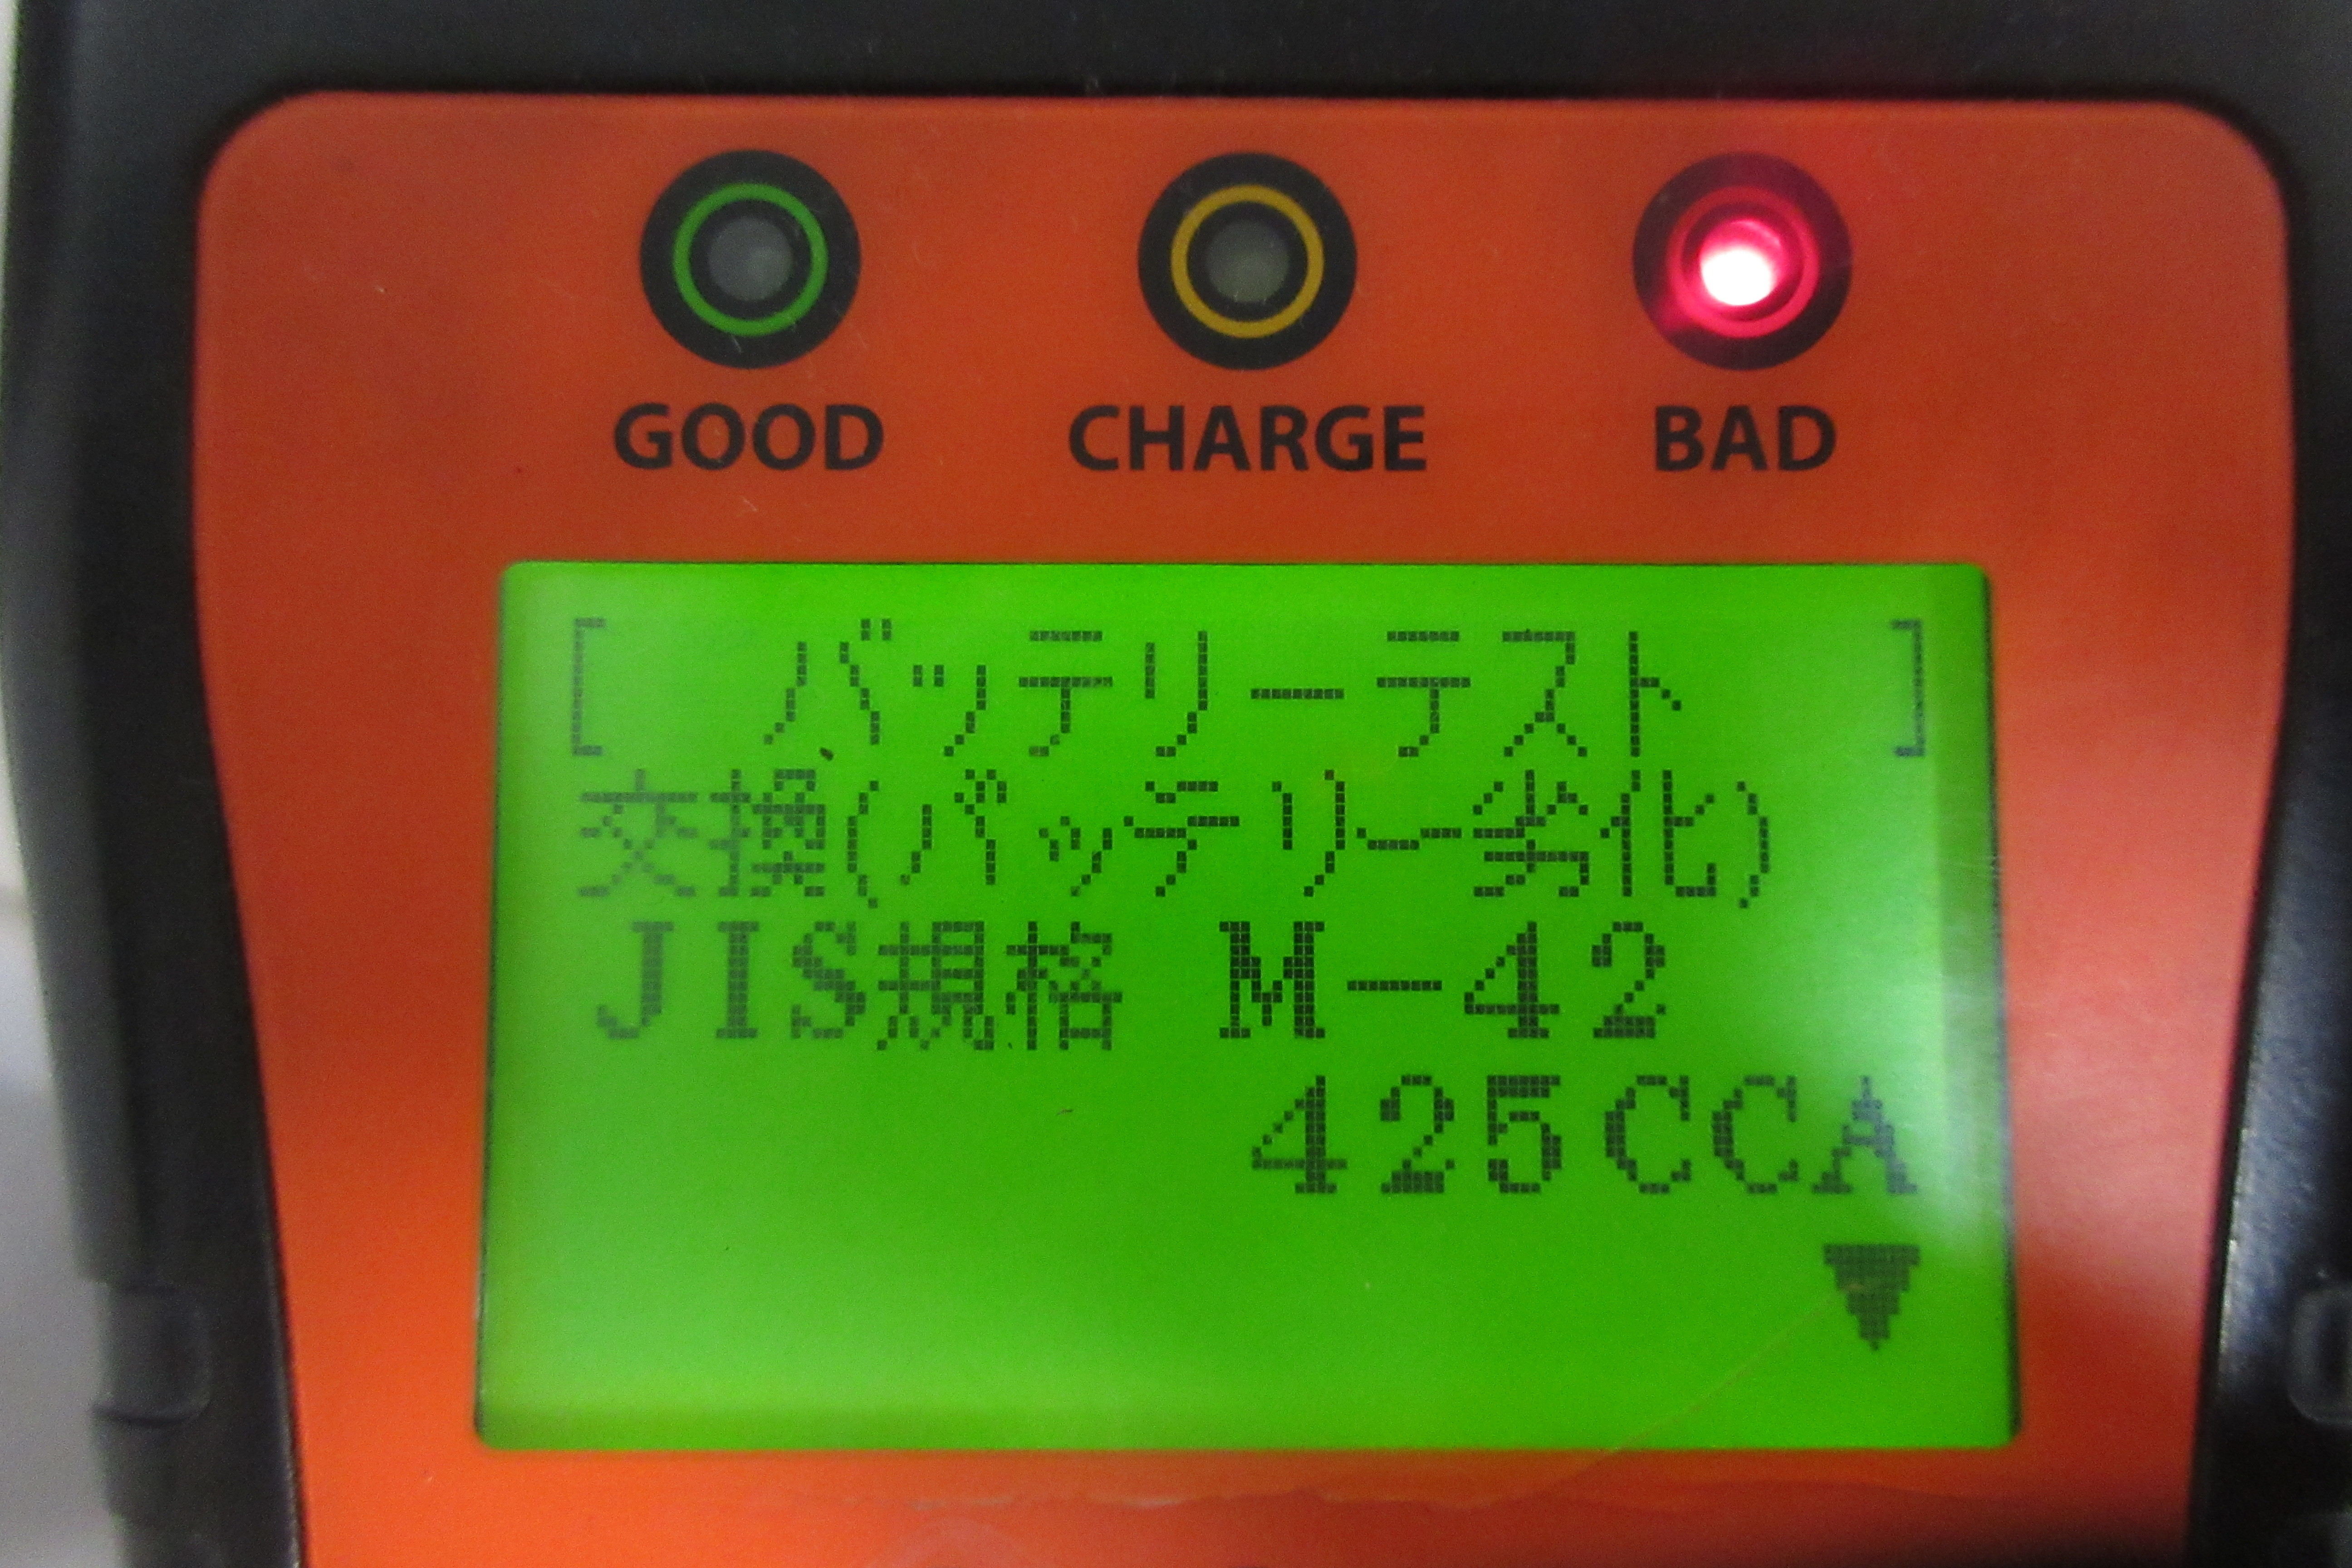 GOOD CHARGE BAD
[ バッテリーテスト ]
交換(バッテリー劣化)
JIS規格 M-42
425CCA
▼